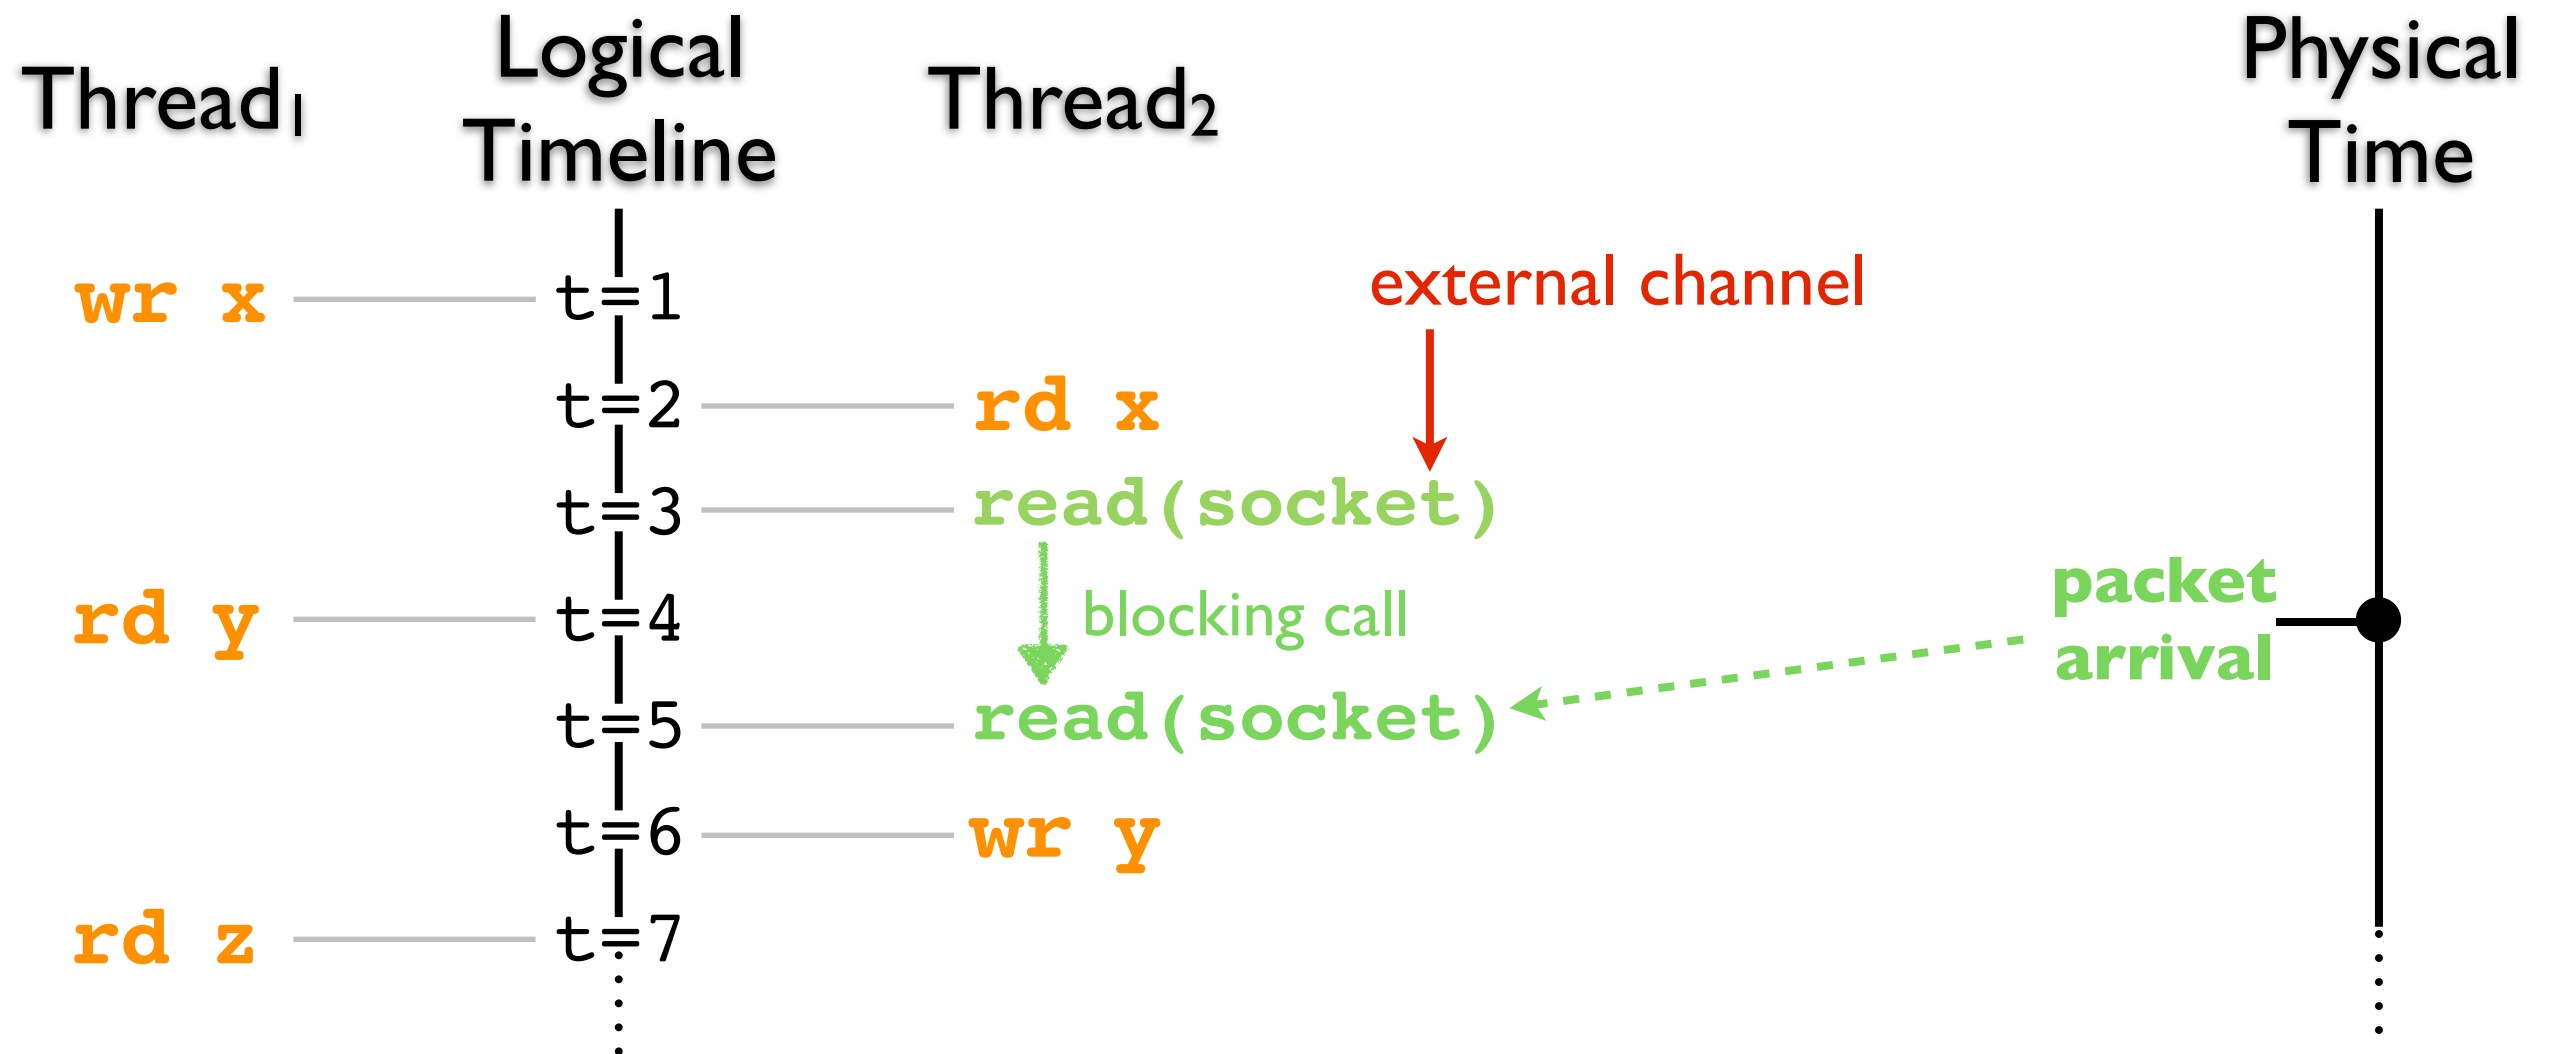 Thread1
Logical
Timeline
Thread2
Physical
Time
wr x
t=1
external channel
t=2
rd x
t=3
read(socket)
rd y
t=4
blocking call
packet
arrival
t=5
read(socket)
t=6
wr y
rd z
t=7